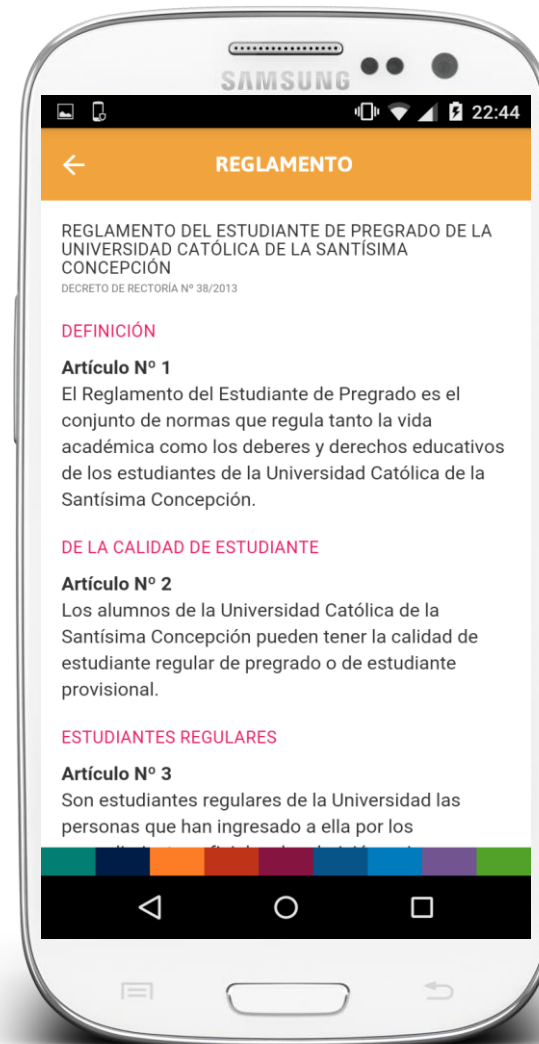 SAMSUNG
22:44
REGLAMENTO
REGLAMENTO DEL ESTUDIANTE DE PREGRADO DE LA
UNIVERSIDAD CATÓLICA DE LA SANTÍSIMA
CONCEPCIÓN
DECRETO DE RECTORÍA Nº 38/2013
DEFINICIÓN
Artículo Nº 1
El Reglamento del Estudiante de Pregrado es el
conjunto de normas que regula tanto la vida
académica como los deberes y derechos educativos
de los estudiantes de la Universidad Católica de la
Santísima Concepción.
DE LA CALIDAD DE ESTUDIANTE
Artículo Nº 2
Los alumnos de la Universidad Católica de la
Santísima Concepción pueden tener la calidad de
estudiante regular de pregrado o de estudiante
provisional.
ESTUDIANTES REGULARES
Artículo Nº 3
Son estudiantes regulares de la Universidad las
personas que han ingresado a ella por los